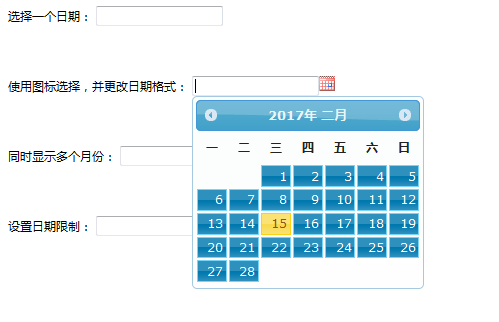 选择一个日期：
使用图标选择，并更改日期格式：
2017年 二月
一 二 三 四 五 六 日
1 2 3 4 5
6 7 8 9 10 11 12
13 14 15 16 17 18 19
20 21 22 23 24 25 26
27 28
同时显示多个月份：
设置日期限制：